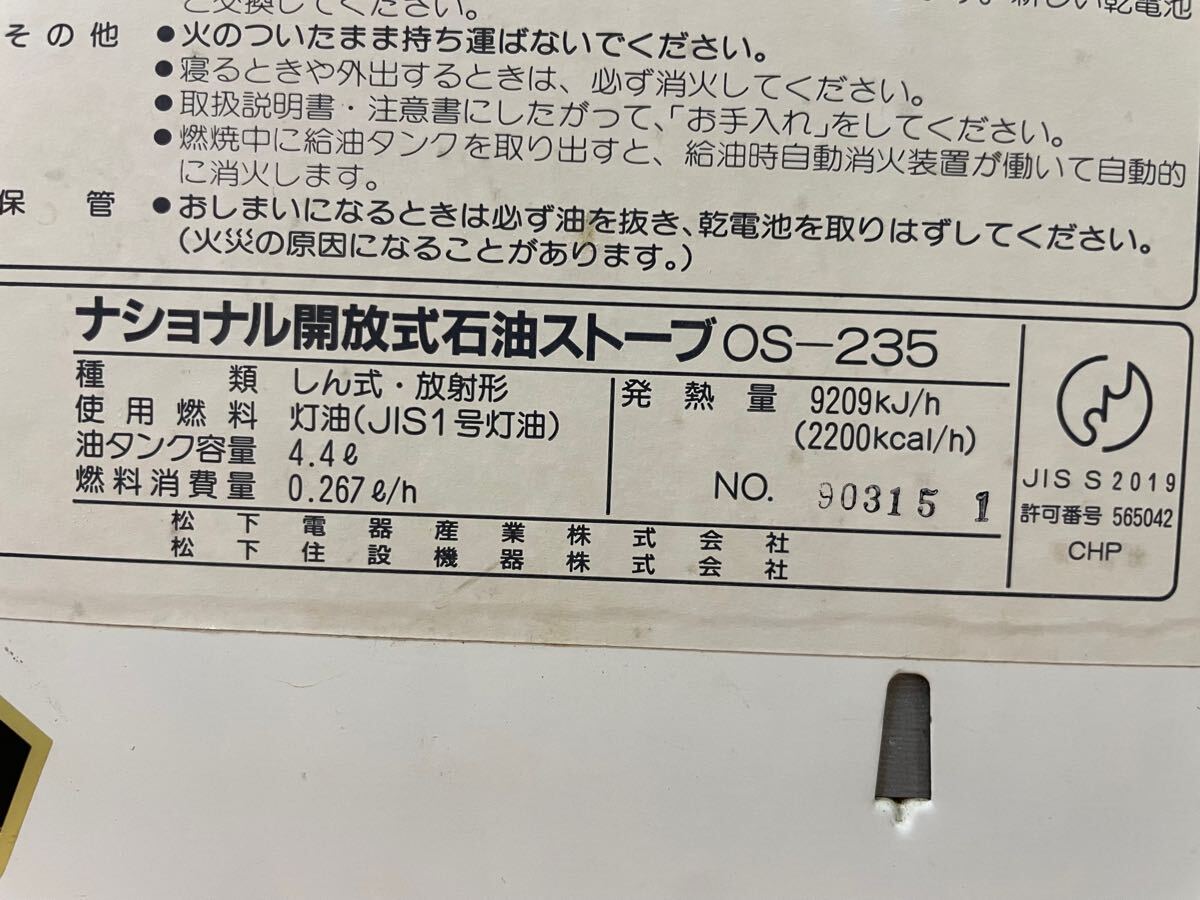 と交換してください。
その他 ●火のついたまま持ち運ばないでください。
●寝るときや外出するときは、必ず消火してください。
●取扱説明書・注意書にしたがって、「お手入れ」をしてください。
●燃焼中に給油タンクを取り出すと、給油時自動消火装置が働いて自動的
に消火します。
保管 ●おしまいになるときは必ず油を抜き、乾電池を取りはずしてください。
(火災の原因になることがあります。)
ナショナル開放式石油ストーブOS-235
種類 しん式・放射形
使用燃料 灯油(JIS1号灯油)
油タンク容量 4.4ℓ
燃料消費量 0.267ℓ/h
発熱量 9209kJ/h
(2200kcal/h)
NO. 90315 1
松下電器産業株式会社
松下住設機器株式会社
JIS S 2019
許可番号 565042
CHP